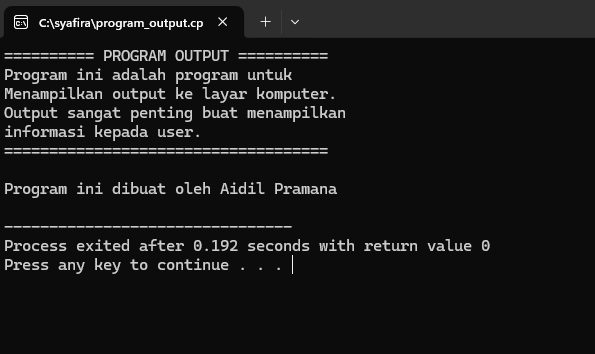 C:\syafira\program_output.cp
========== PROGRAM OUTPUT ==========
Program ini adalah program untuk
Menampilkan output ke layar komputer.
Output sangat penting buat menampilkan
informasi kepada user.
====================================
Program ini dibuat oleh Aidil Pramana
--------------------------------
Process exited after 0.192 seconds with return value 0
Press any key to continue . . .